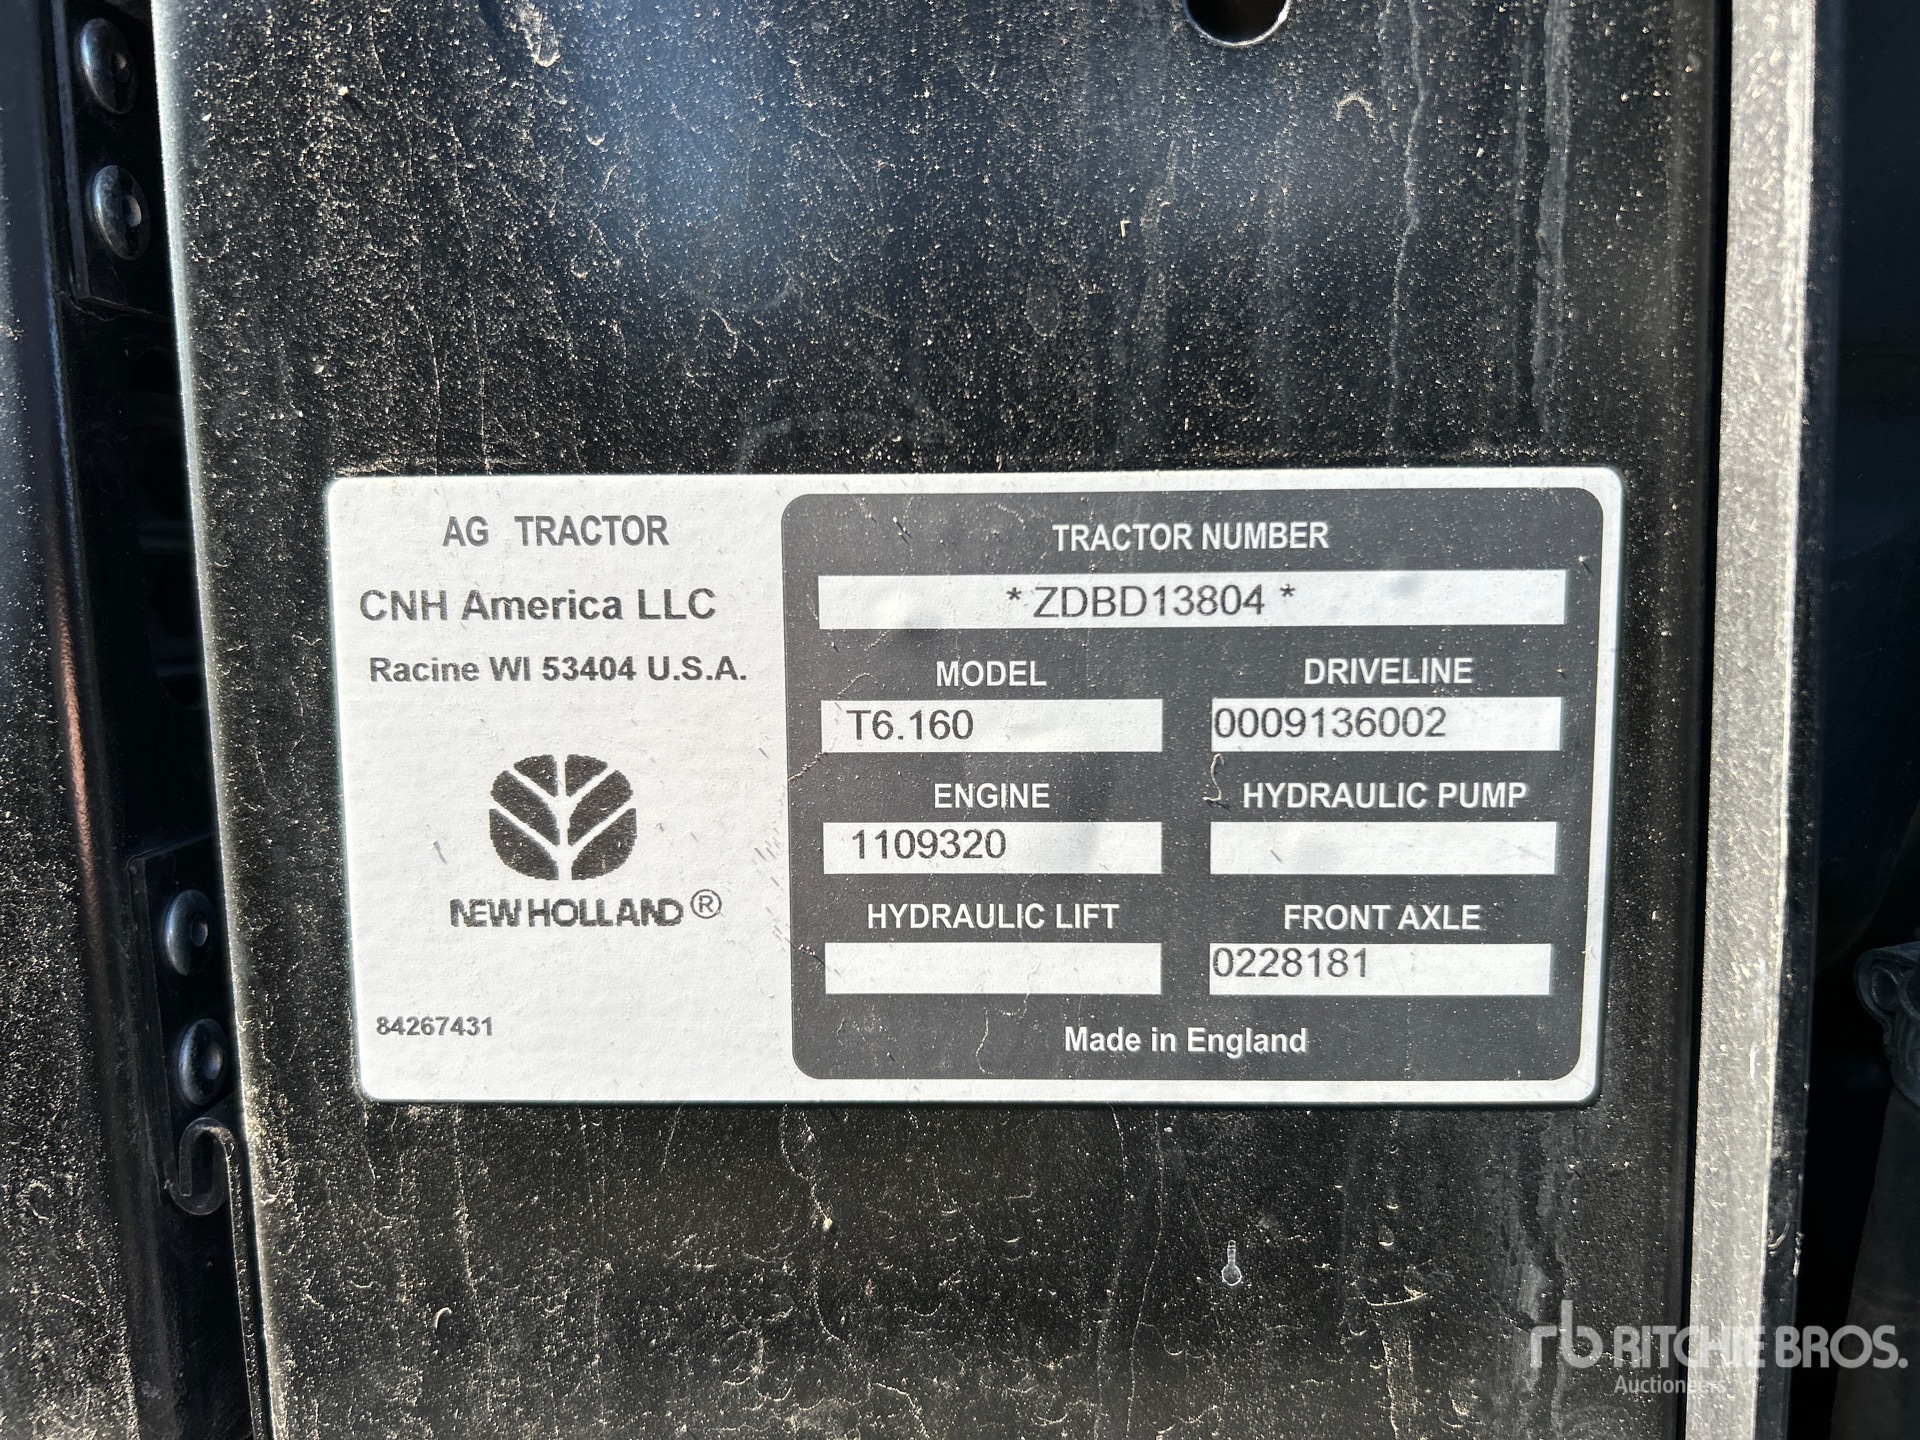 AG TRACTOR
CNH America LLC
Racine WI 53404 U.S.A.
NEW HOLLAND®
84267431
TRACTOR NUMBER
* ZDBD13804 *
MODEL
T6.160
DRIVELINE
0009136002
ENGINE
1109320
HYDRAULIC PUMP
HYDRAULIC LIFT
FRONT AXLE
0228181
Made in England
rb RITCHIE BROS.
Auctioneers